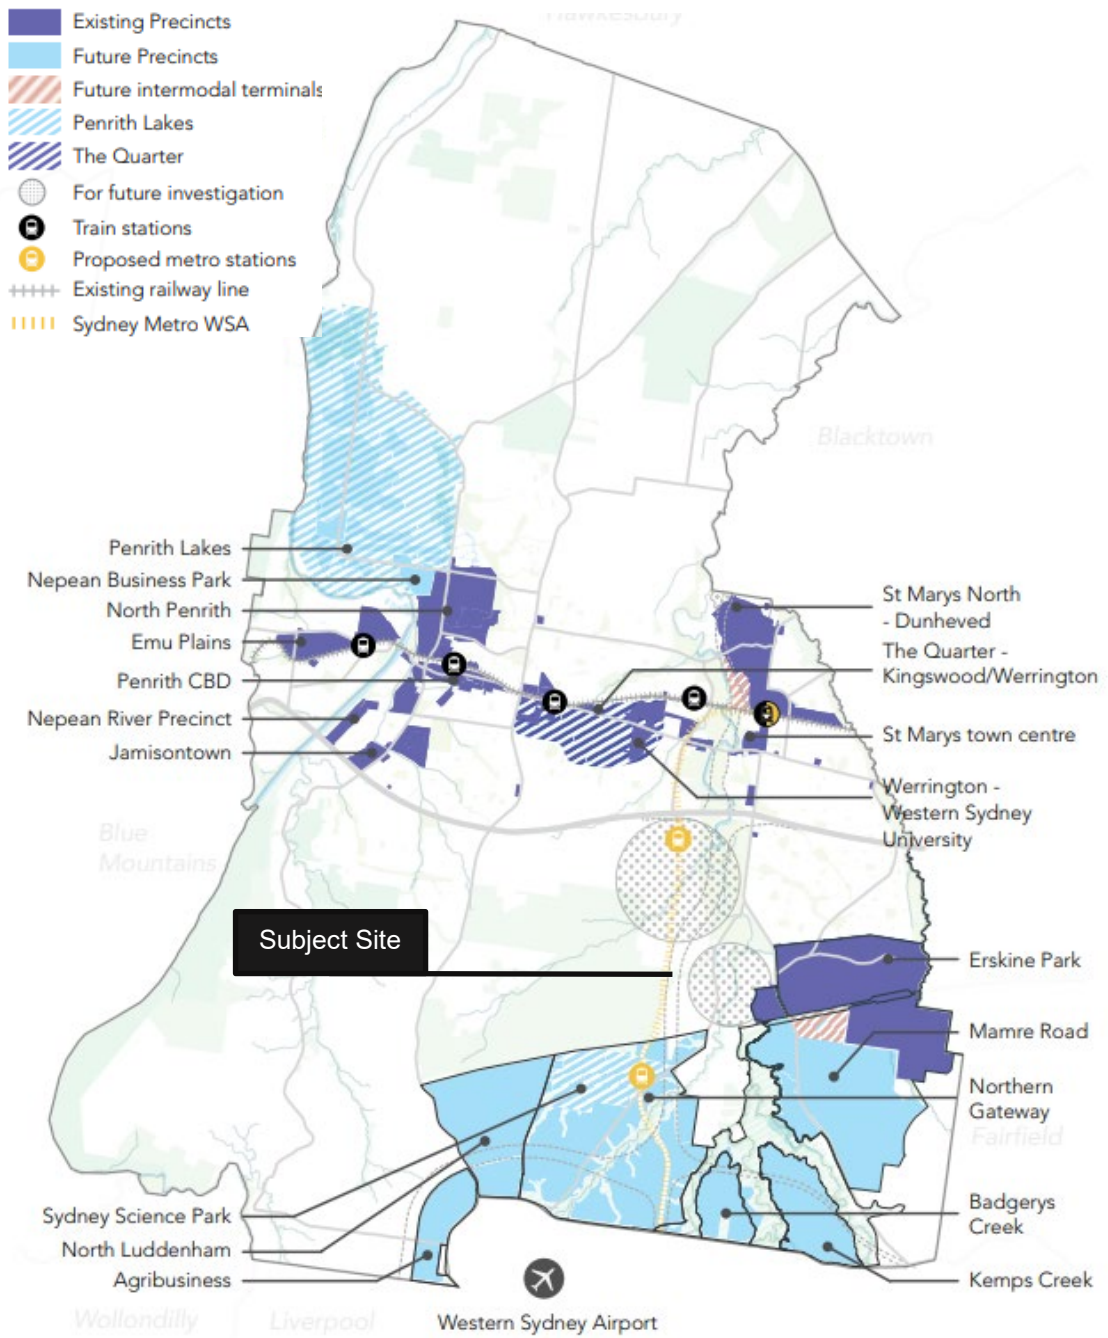 Hawkesbury
Existing Precincts
Future Precincts
Future intermodal terminals
Penrith Lakes
The Quarter
For future investigation
Train stations
Proposed metro stations
Existing railway line
Sydney Metro WSA
Blacktown
Penrith Lakes
Nepean Business Park
North Penrith
Emu Plains
Penrith CBD
Nepean River Precinct
Jamisontown
St Marys North
- Dunheved
The Quarter -
Kingswood/Werrington
St Marys town centre
Werrington -
Western Sydney
University
Blue
Mountains
Subject Site
Erskine Park
Mamre Road
Northern
Gateway
Fairfield
Badgerys
Creek
Kemps Creek
Sydney Science Park
North Luddenham
Agribusiness
Wollondilly
Liverpool
Western Sydney Airport